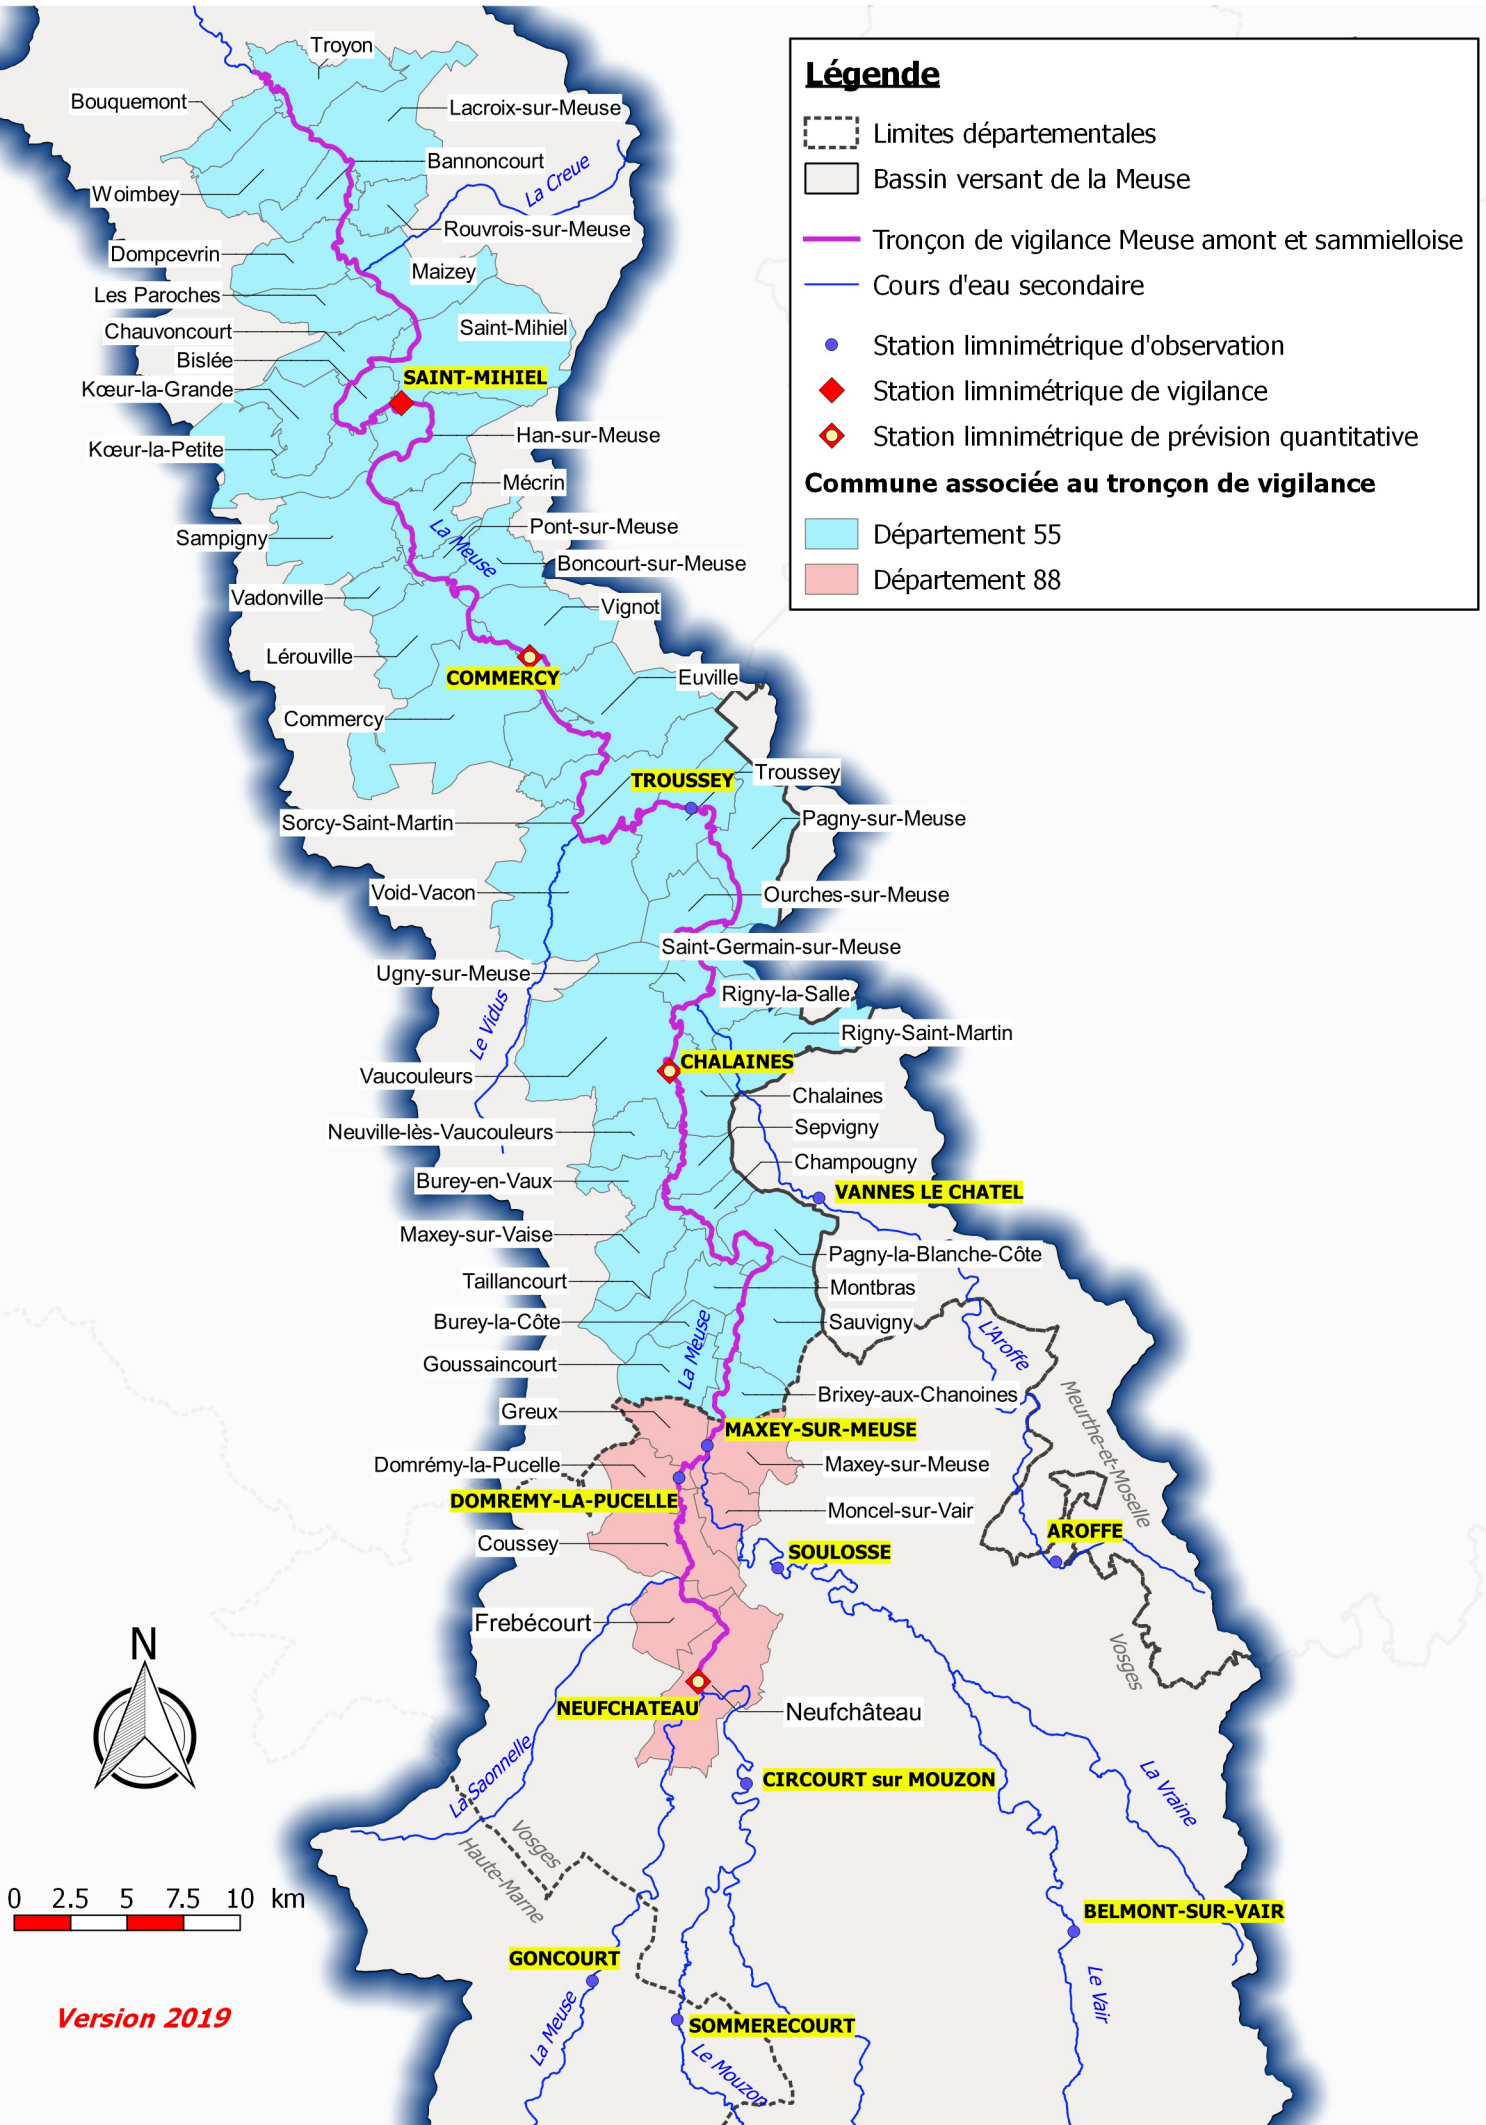 Légende
Limites départementales
Bassin versant de la Meuse
Tronçon de vigilance Meuse amont et sammielloise
Cours d'eau secondaire
Station limnimétrique d'observation
Station limnimétrique de vigilance
Station limnimétrique de prévision quantitative
Commune associée au tronçon de vigilance
Département 55
Département 88
Troyon
Bouquemont
Lacroix-sur-Meuse
Bannoncourt
La Creue
Woimbey
Rouvrois-sur-Meuse
Dompcevrin
Maizey
Les Paroches
Chauvoncourt
Saint-Mihiel
Bislée
SAINT-MIHIEL
Kœur-la-Grande
Han-sur-Meuse
Kœur-la-Petite
Mécrin
La Meuse
Pont-sur-Meuse
Sampigny
Boncourt-sur-Meuse
Vadonville
Vignot
Lérouville
COMMERCY
Euville
Commercy
TROUSSEY
Troussey
Sorcy-Saint-Martin
Pagny-sur-Meuse
Void-Vacon
Ourches-sur-Meuse
Saint-Germain-sur-Meuse
Ugny-sur-Meuse
Rigny-la-Salle
Le Vidus
Rigny-Saint-Martin
CHALAINES
Vaucouleurs
Chalaines
Neuville-lès-Vaucouleurs
Sepvigny
Champougny
Burey-en-Vaux
VANNES LE CHATEL
Maxey-sur-Vaise
Pagny-la-Blanche-Côte
Taillancourt
Montbras
Burey-la-Côte
La Meuse
Sauvigny
L'Aroffe
Goussaincourt
Brixey-aux-Chanoines
Meurthe-et-Moselle
Greux
MAXEY-SUR-MEUSE
Domrémy-la-Pucelle
Maxey-sur-Meuse
DOMREMY-LA-PUCELLE
Moncel-sur-Vair
AROFFE
Coussey
SOULOSSE
Frebécourt
Vosges
N
NEUFCHATEAU
Neufchâteau
La Saonnelle
CIRCOURT sur MOUZON
La Vraine
Vosges
Haute-Marne
0 2.5 5 7.5 10 km
BELMONT-SUR-VAIR
GONCOURT
Le Vair
Version 2019
La Meuse
SOMMERECOURT
Le Mouzon